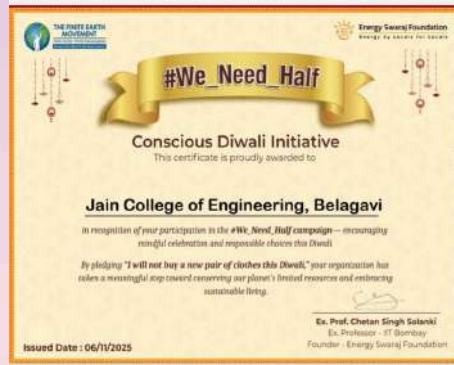 THE FINITE EARTH
MOVEMENT
Energy Swaraj Foundation
Energy by locals for locals
#We_Need_Half
Conscious Diwali Initiative
This certificate is proudly awarded to
Jain College of Engineering, Belagavi
in recognition of your participation in the #We_Need_Half campaign— encouraging
mindful celebration and responsible choices this Diwali.
By pledging "I will not buy a new pair of clothes this Diwali," your organization has
taken a meaningful step toward conserving our planet's limited resources and embracing
sustainable living.
Ex. Prof. Chetan Singh Solanki
Ex. Professor - IIT Bombay
Founder - Energy Swaraj Foundation
Issued Date : 06/11/2025